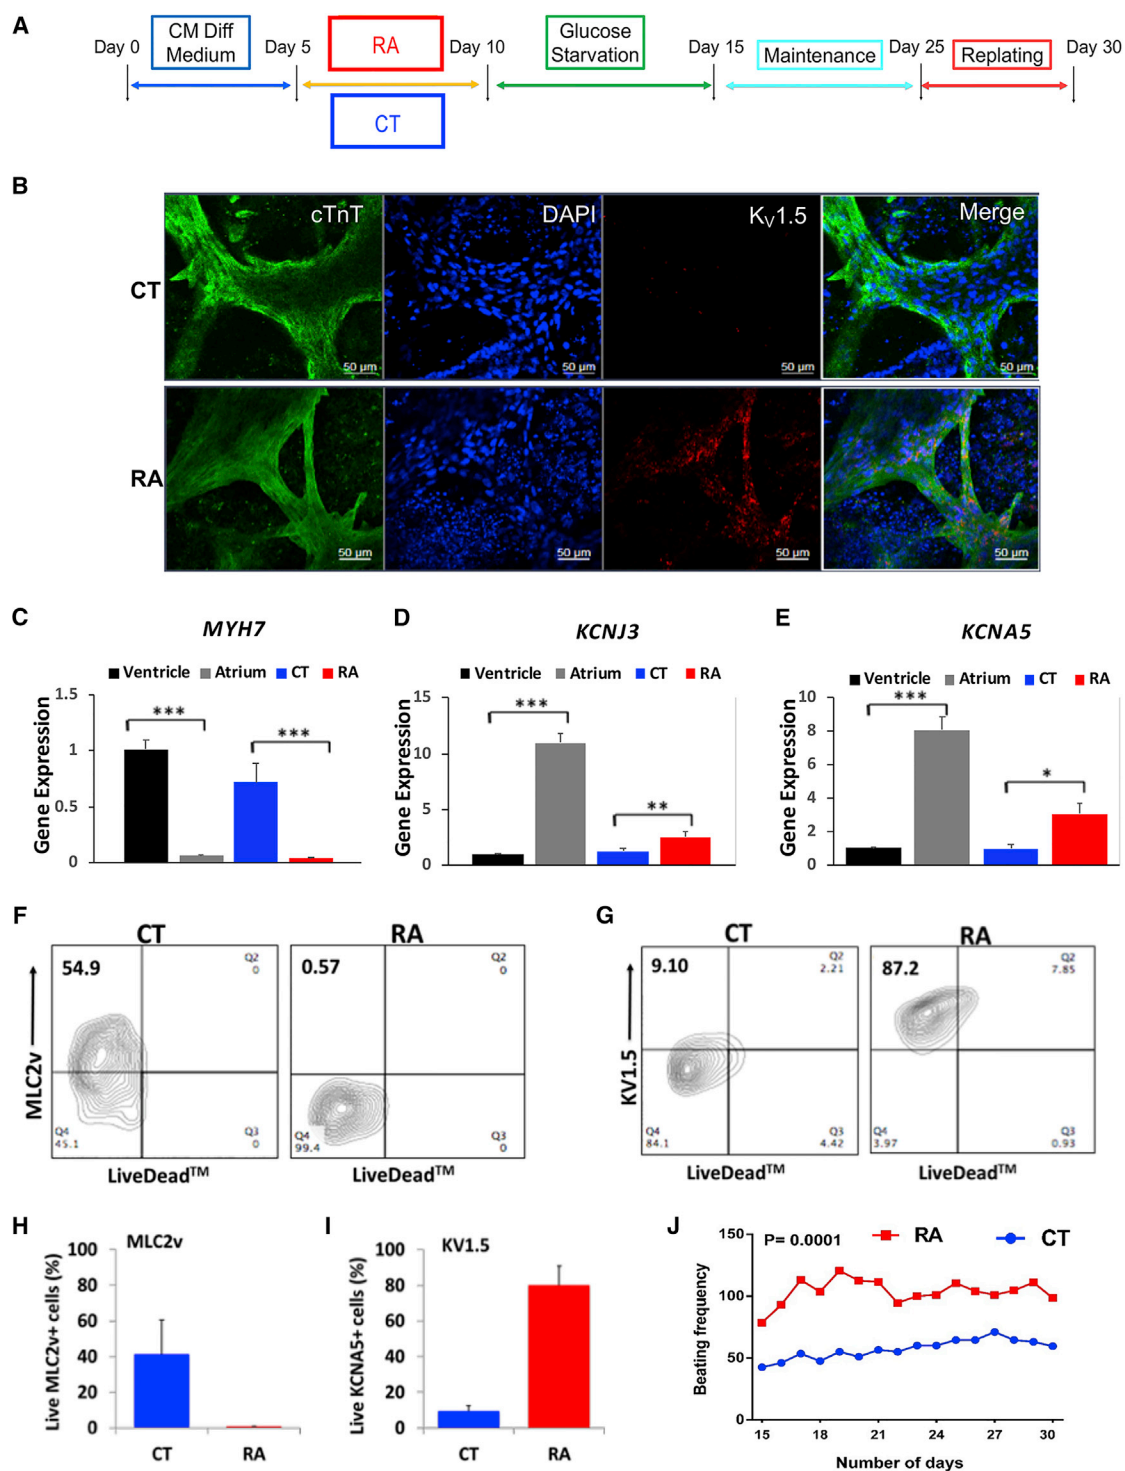 A
Day 0
CM Diff
Medium
Day 5
RA
CT
Day 10
Glucose
Starvation
Day 15
Maintenance
Day 25
Replating
Day 30
B
cTnT
DAPI
KV1.5
Merge
CT
50 µm
50 µm
50 µm
50 µm
RA
50 µm
50 µm
50 µm
50 µm
C
MYH7
Ventricle Atrium CT RA
Gene Expression
1.5
1
0.5
0
***
***
D
KCNJ3
Ventricle Atrium CT RA
Gene Expression
15
10
5
0
***
**
E
KCNA5
Ventricle Atrium CT RA
Gene Expression
10
8
6
4
2
0
***
*
F
CT
RA
MLC2v
54.9
Q2
0
Q4
45.1
Q3
0
0.57
Q2
0
Q4
99.4
Q3
0
LiveDead™
LiveDead™
G
CT
RA
KV1.5
9.10
Q2
2.21
Q4
84.1
Q3
4.42
87.2
Q2
7.85
Q4
3.97
Q3
0.93
LiveDead™
LiveDead™
H
MLC2v
Live MLC2v+ cells (%)
100
80
60
40
20
0
CT RA
I
KV1.5
Live KCNA5+ cells (%)
100
80
60
40
20
0
CT RA
J
P= 0.0001
RA
CT
Beating frequency
150
100
50
0
15 18 21 24 27 30
Number of days